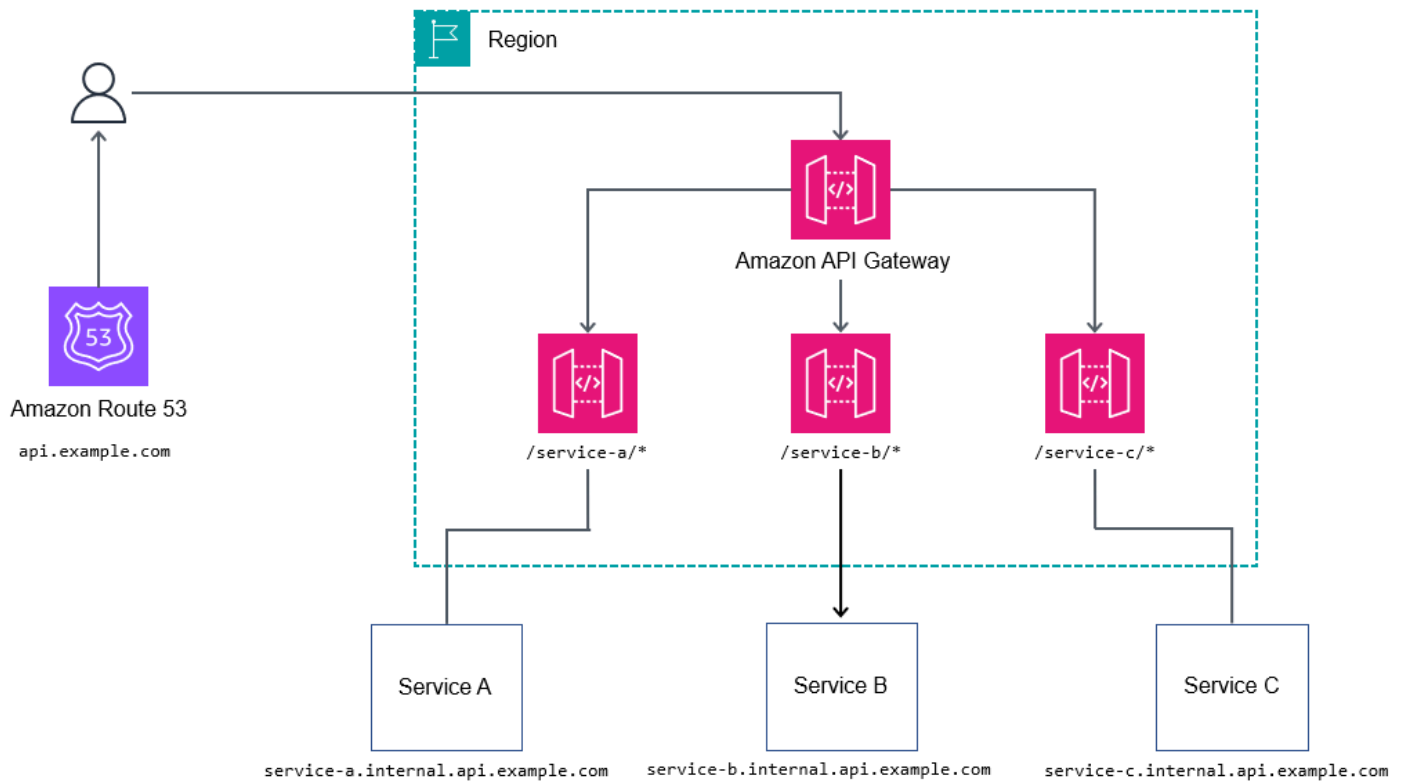 Region
</>
Amazon API Gateway
53
Amazon Route 53
api.example.com
</>
</>
</>
/service-a/*
/service-b/*
/service-c/*
Service A
Service B
Service C
service-a.internal.api.example.com
service-b.internal.api.example.com
service-c.internal.api.example.com